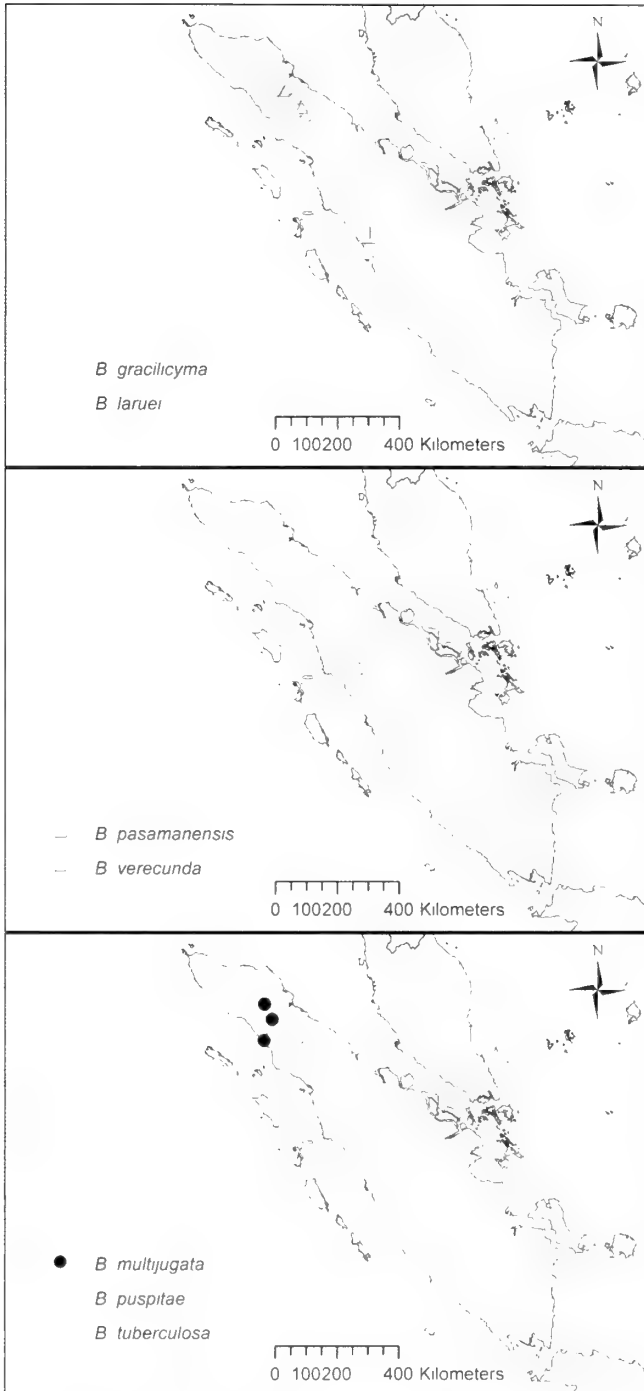 N
B gracilicyma
B laruei
0 100200 400 Kilometers
N
B pasamanensis
B verecunda
0 100200 400 Kilometers
N
B multijugata
B puspitae
B tuberculosa
0 100200 400 Kilometers